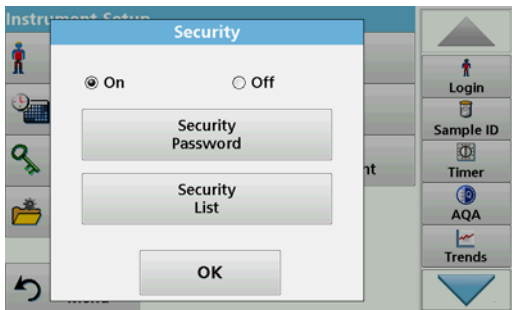 Security
On
Off
Security
Password
Security
List
OK
Login
Sample ID
Timer
AQA
Trends